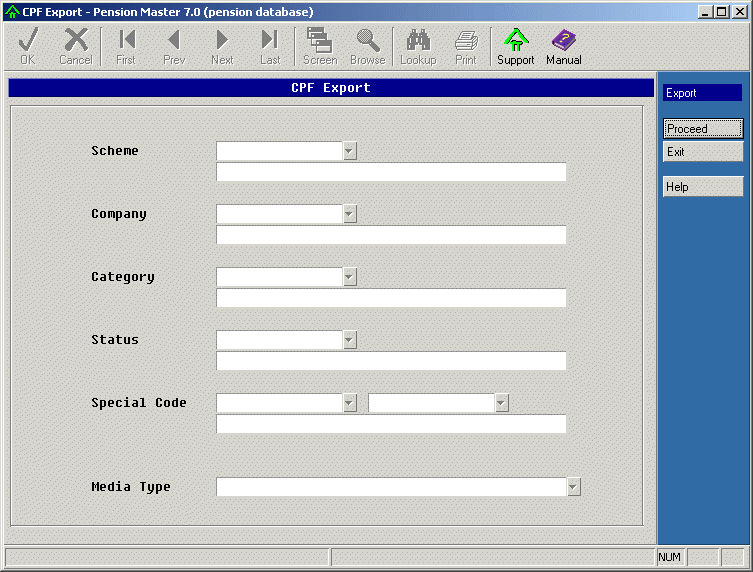 CPF Export - Pension Master 7.0 (pension database)
OK Cancel First Prev Next Last Screen Browse Lookup Print Support Manual
CPF Export
Export
Proceed
Exit
Help
Scheme
Company
Category
Status
Special Code
Media Type
NUM